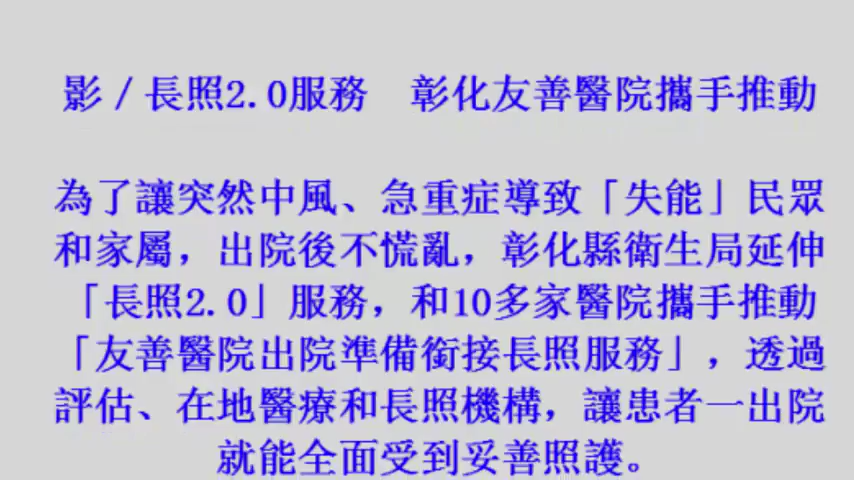 影／長照2.0服務　彰化友善醫院攜手推動
為了讓突然中風、急重症導致「失能」民眾
和家屬，出院後不慌亂，彰化縣衛生局延伸
「長照2.0」服務，和10多家醫院攜手推動
「友善醫院出院準備銜接長照服務」，透過
評估、在地醫療和長照機構，讓患者一出院
就能全面受到妥善照護。